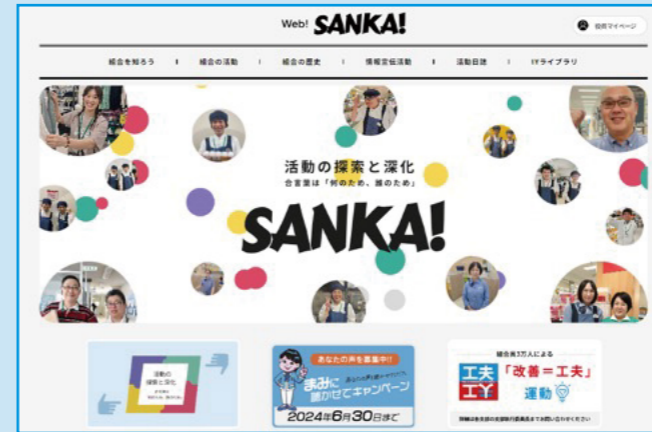 Web! SANKA!
役員マイページ
組合を知ろう
組合の活動
組合の歴史
情報宣伝活動
活動日誌
IYライブラリ
活動の探索と深化
合言葉は「何のため、誰のため」
SANKA!
活動の
探索と深化
あなたの声を募集中!!
まみに
聴かせてキャンペーン
2024年6月30日まで
組合員3万人による
工夫
「改善=工夫」
運動